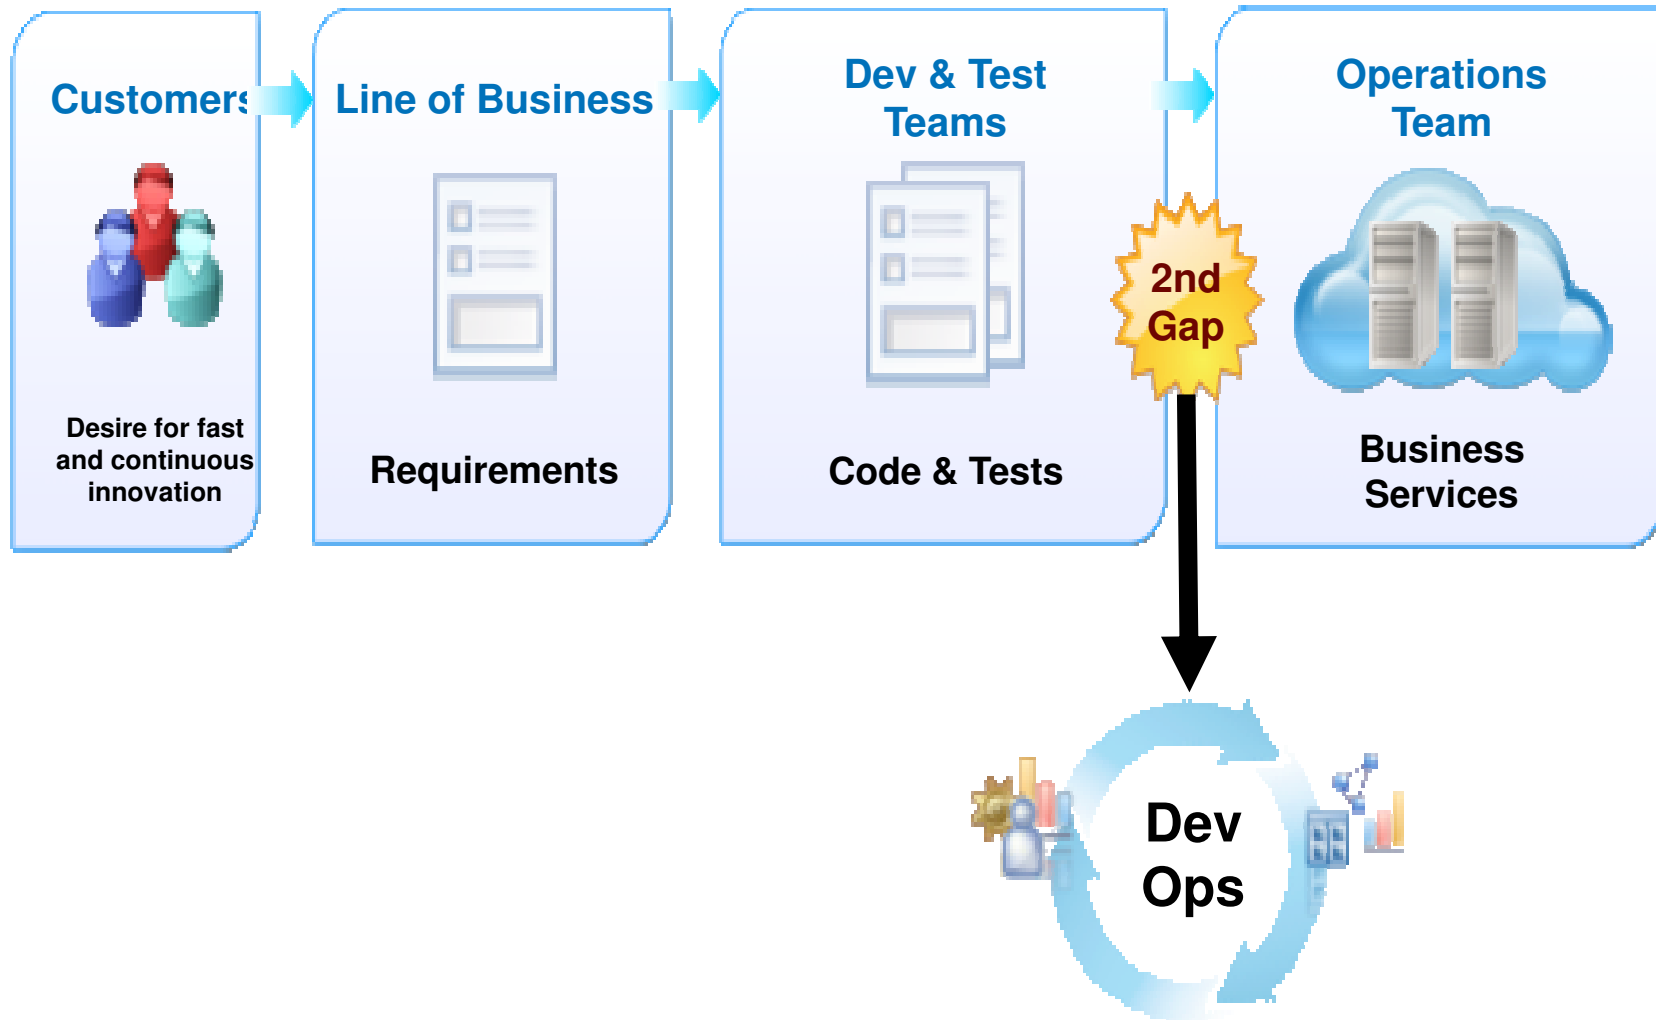 Customers
Line of Business
Dev & Test
Teams
Operations
Team
2nd
Gap
Desire for fast
and continuous
innovation
Requirements
Code & Tests
Business
Services
Dev
Ops